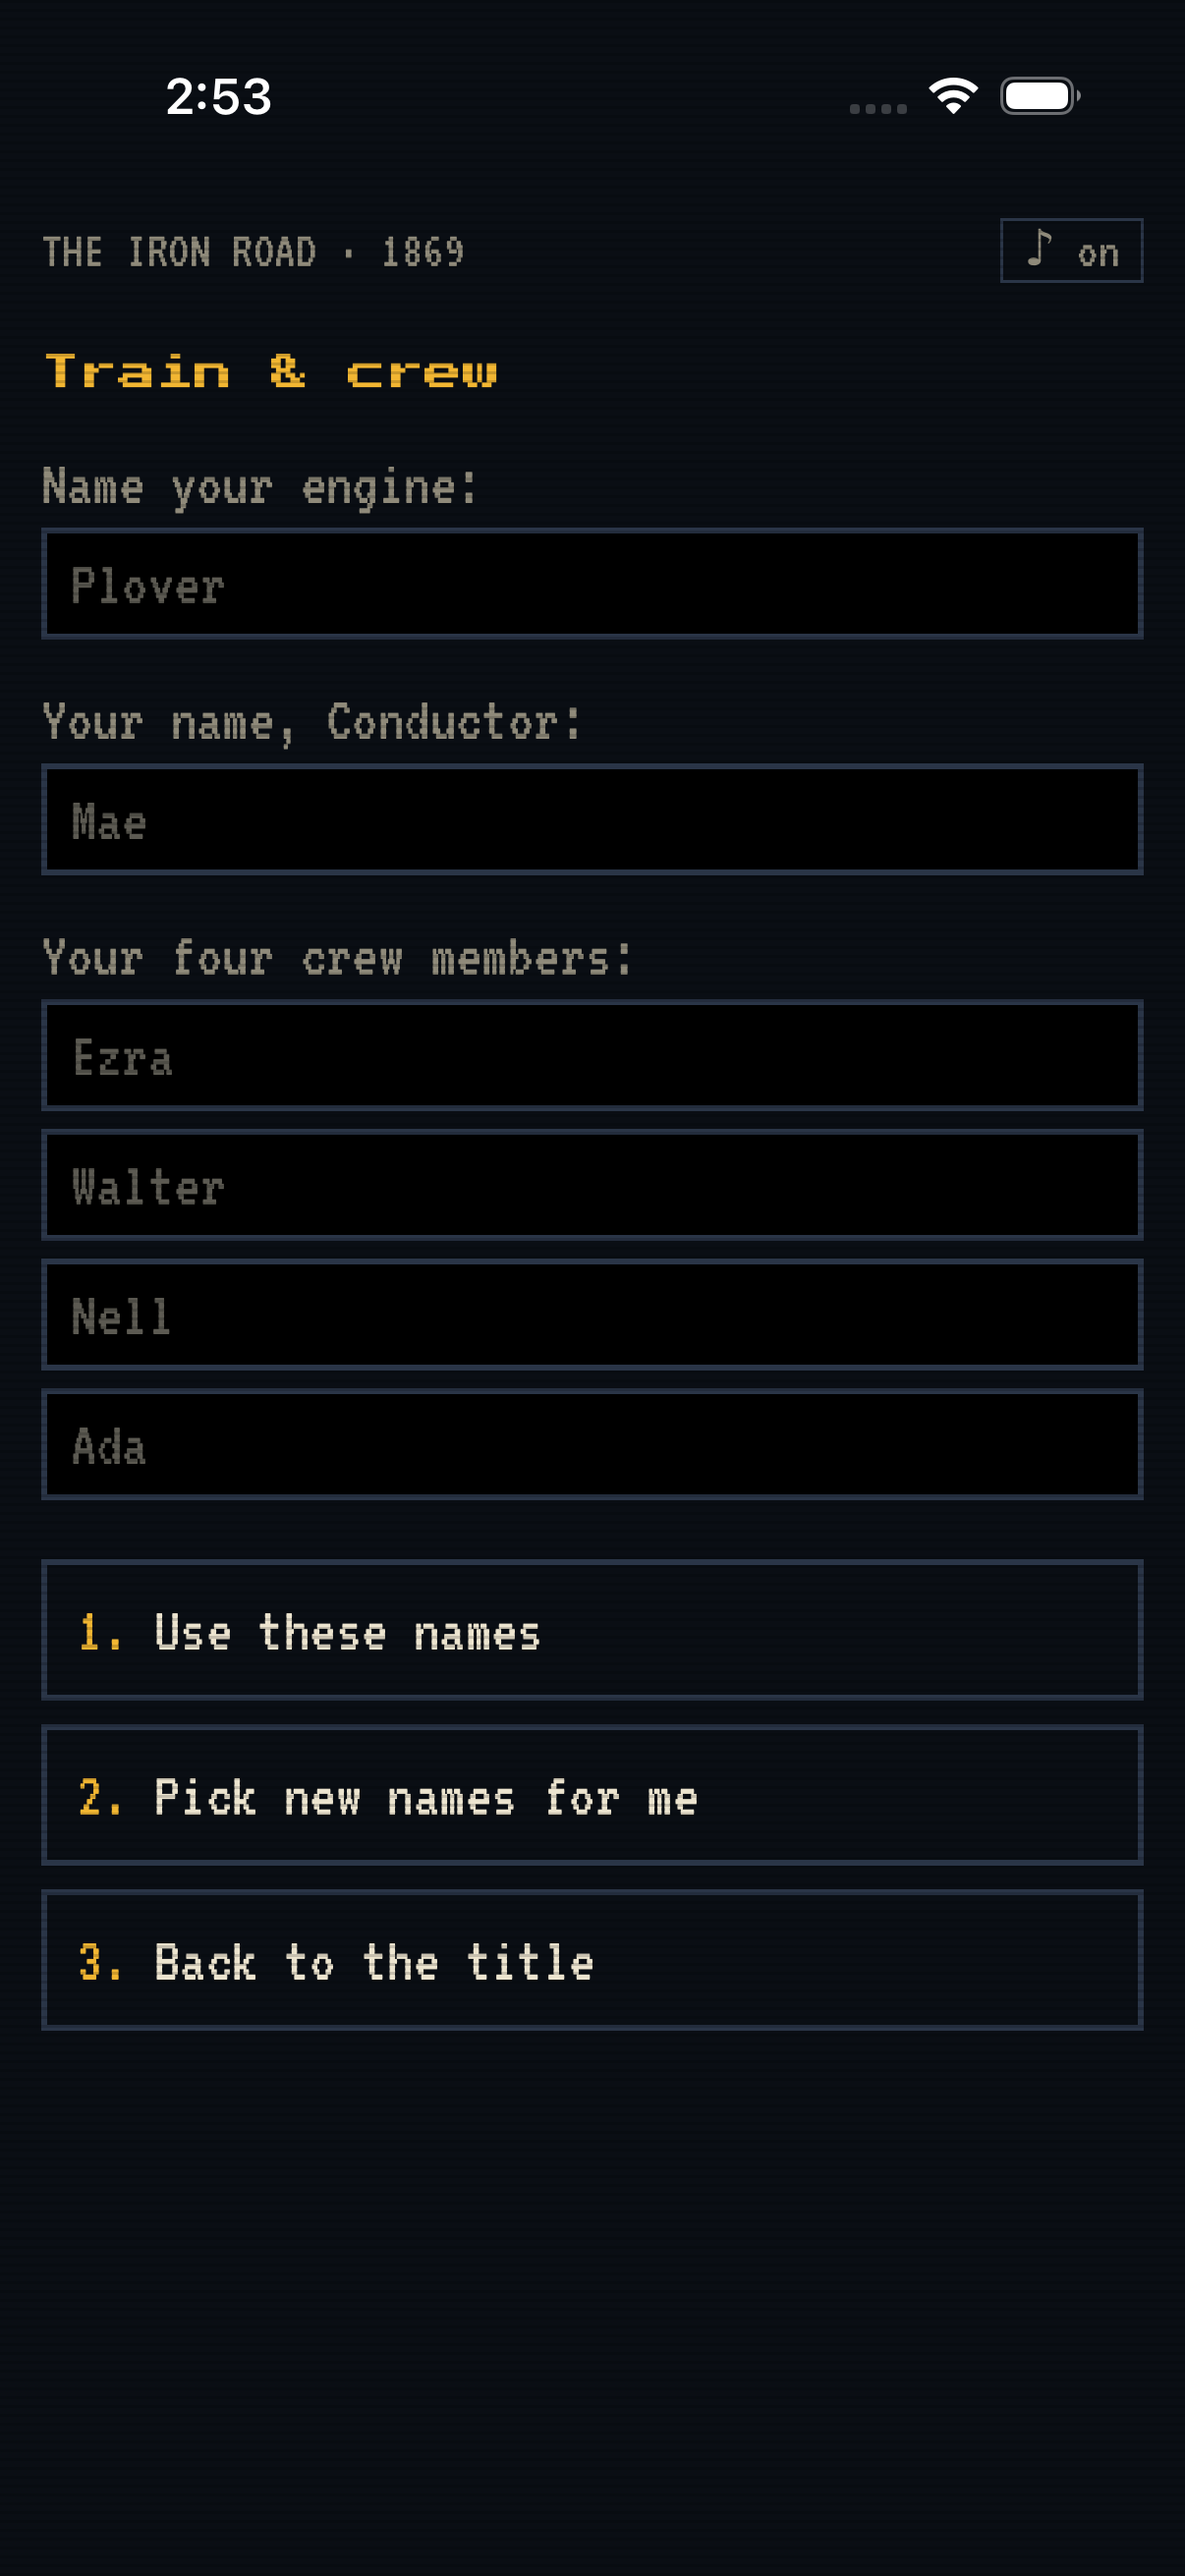 2:53
THE IRON ROAD · 1869
♪ on
Train & crew
Name your engine:
Plover
Your name, Conductor:
Mae
Your four crew members:
Ezra
Walter
Nell
Ada
1. Use these names
2. Pick new names for me
3. Back to the title